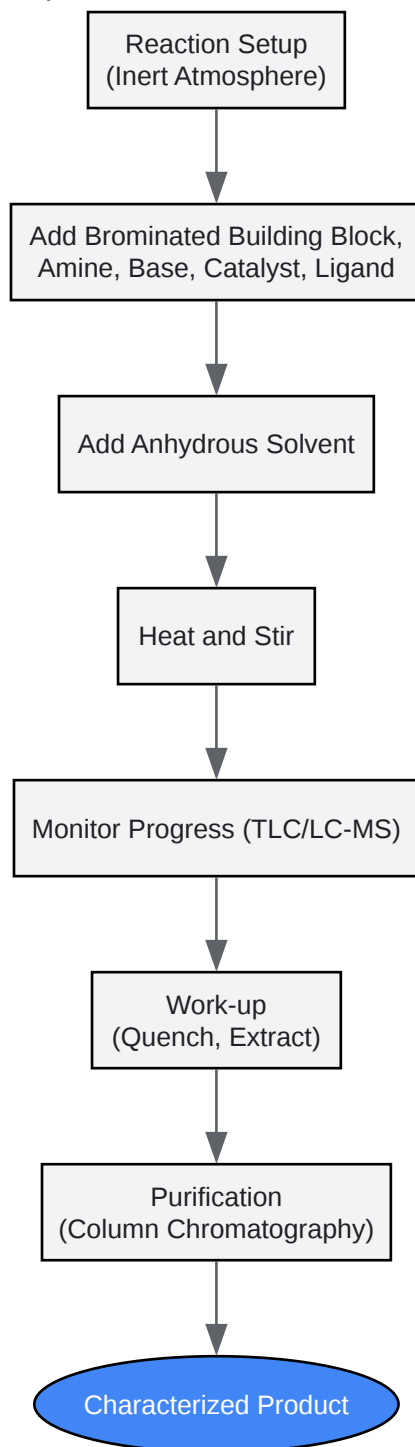 Reaction Setup
(Inert Atmosphere)
Add Brominated Building Block,
Amine, Base, Catalyst, Ligand
Add Anhydrous Solvent
Heat and Stir
Monitor Progress (TLC/LC-MS)
Work-up
(Quench, Extract)
Purification
(Column Chromatography)
Characterized Product